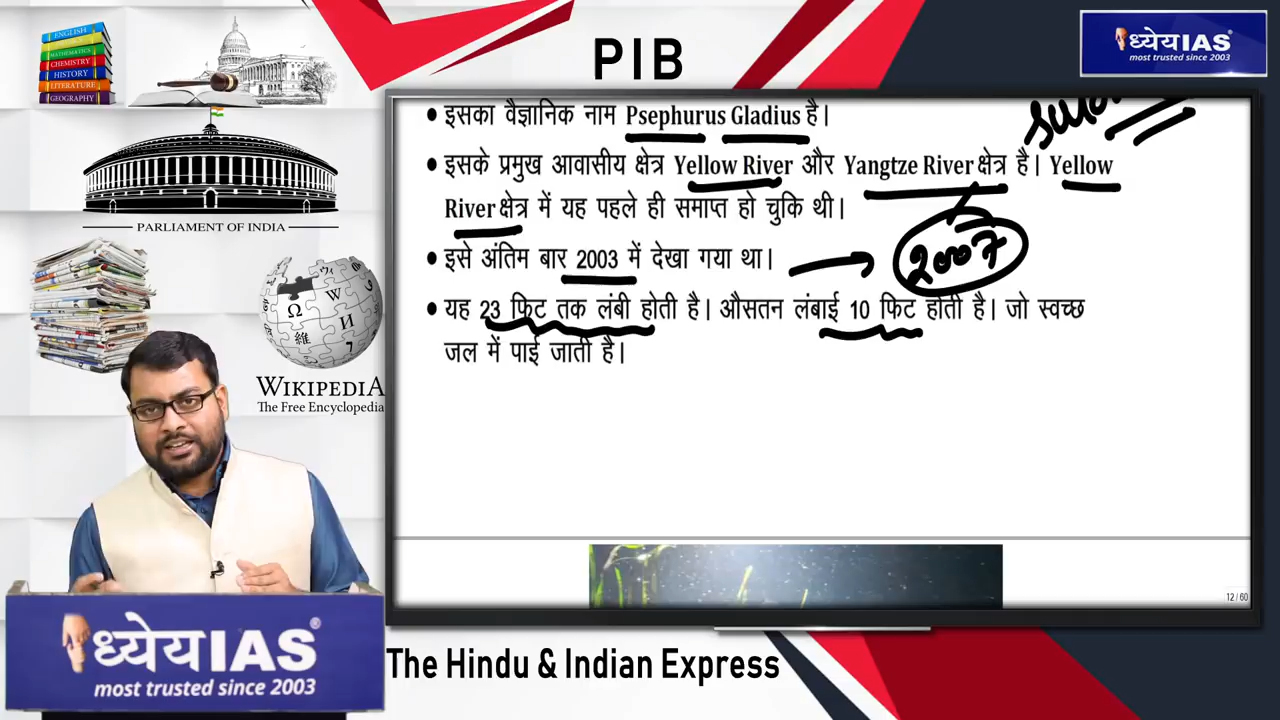 ENGLISH
MATHEMATICS
CHEMISTRY
HISTORY
LITERATURE
GEOGRAPHY
PIB
ध्येयIAS
most trusted since 2003
PARLIAMENT OF INDIA
Ω
W
И
維
WIKIPEDIA
The Free Encyclopedia
• इसका वैज्ञानिक नाम Psephurus Gladius है।
• इसके प्रमुख आवासीय क्षेत्र Yellow River और Yangtze River क्षेत्र है। Yellow
River क्षेत्र में यह पहले ही समाप्त हो चुकि थी।
• इसे अंतिम बार 2003 में देखा गया था।
2007
• यह 23 फिट तक लंबी होती है। औसतन लंबाई 10 फिट होती है। जो स्वच्छ
जल में पाई जाती है।
12 / 60
ध्येयIAS®
most trusted since 2003
The Hindu & Indian Express